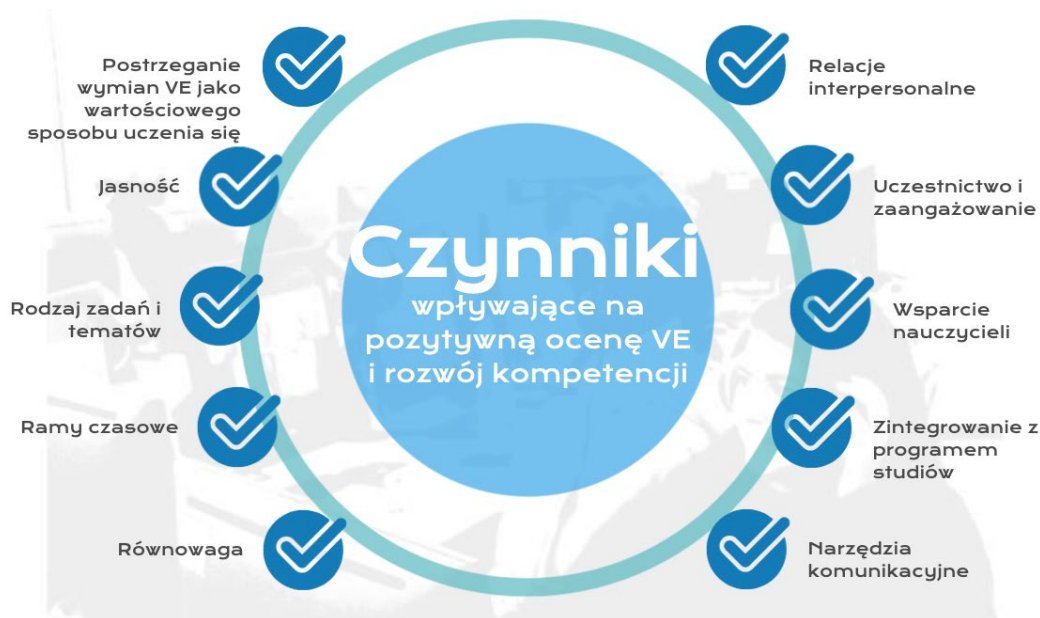 Postrzeganie
wymian VE jako
wartościowego
sposobu uczenia się
Jasność
Rodzaj zadań i
tematów
Ramy czasowe
Równowaga
Czynniki
wpływające na
pozytywną ocenę VE
i rozwój kompetencji
Relacje
interpersonalne
Uczestnictwo i
zaangażowanie
Wsparcie
nauczycieli
Zintegrowanie z
programem
studiów
Narzędzia
komunikacyjne